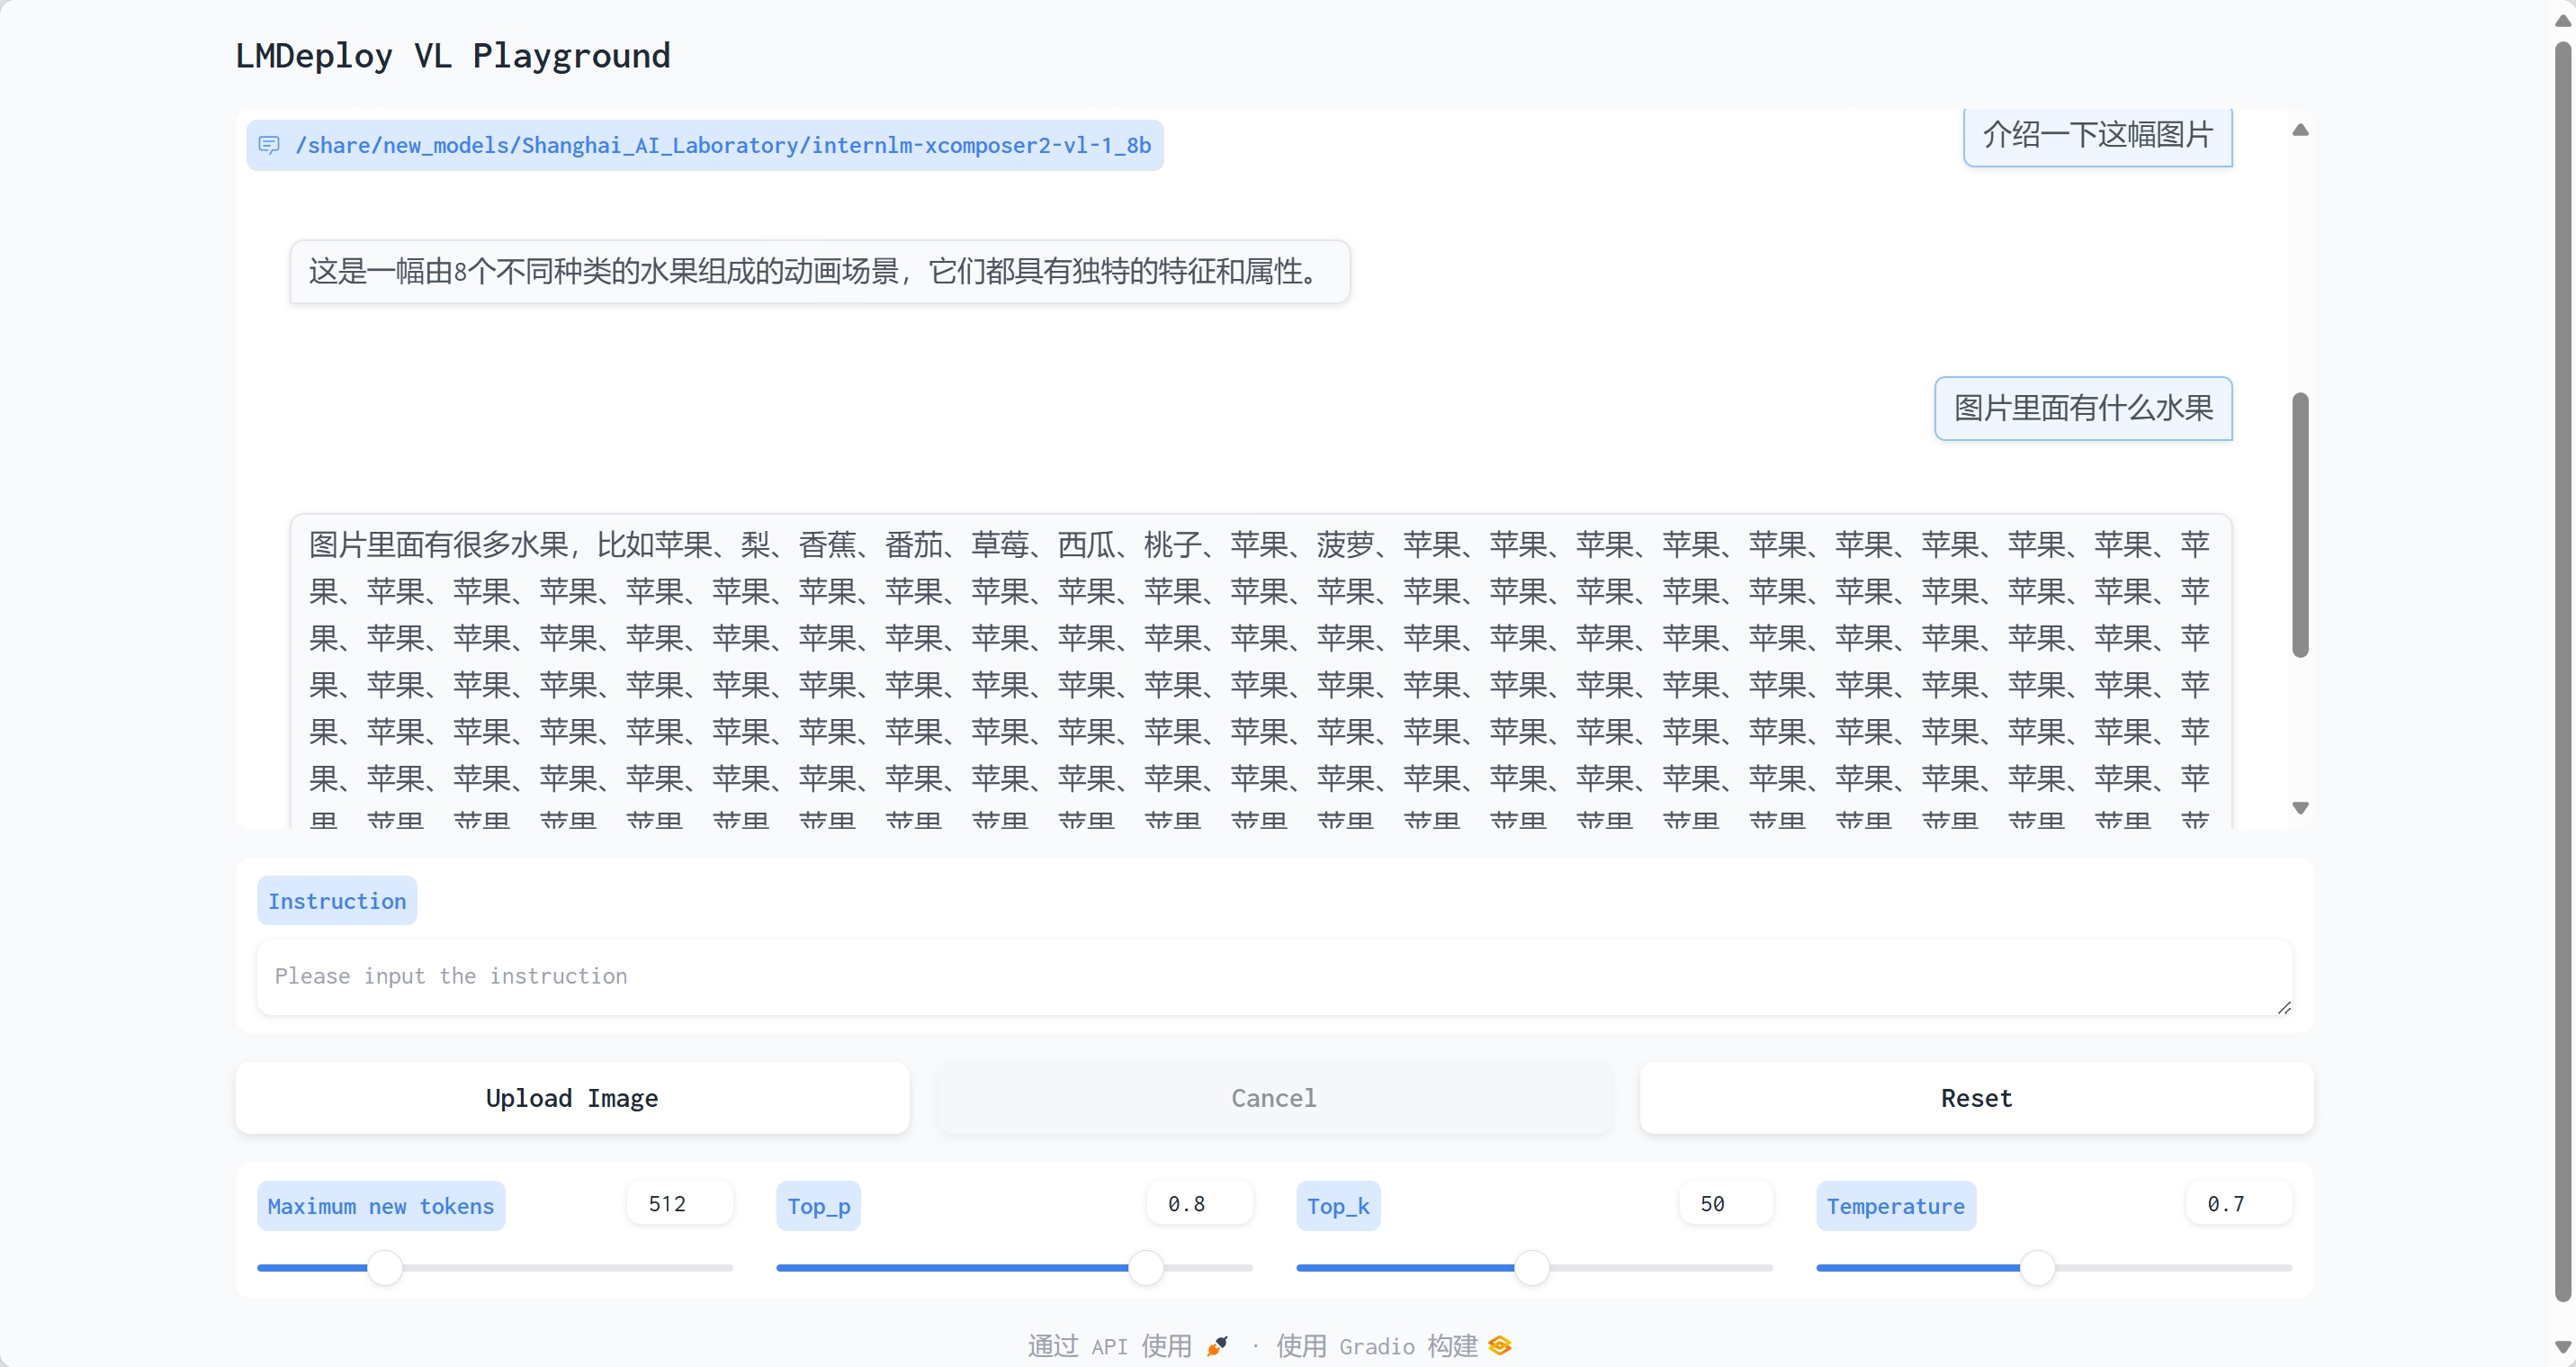 LMDeploy VL Playground
/share/new_models/Shanghai_AI_Laboratory/internlm-xcomposer2-vl-1_8b
介绍一下这幅图片
这是一幅由8个不同种类的水果组成的动画场景，它们都具有独特的特征和属性。
图片里面有什么水果
图片里面有很多水果，比如苹果、梨、香蕉、番茄、草莓、西瓜、桃子、苹果、菠萝、苹果、苹果、苹果、苹果、苹果、苹果、苹果、苹果、苹果、苹
果、苹果、苹果、苹果、苹果、苹果、苹果、苹果、苹果、苹果、苹果、苹果、苹果、苹果、苹果、苹果、苹果、苹果、苹果、苹果、苹果、苹果、苹
果、苹果、苹果、苹果、苹果、苹果、苹果、苹果、苹果、苹果、苹果、苹果、苹果、苹果、苹果、苹果、苹果、苹果、苹果、苹果、苹果、苹果、苹
果、苹果、苹果、苹果、苹果、苹果、苹果、苹果、苹果、苹果、苹果、苹果、苹果、苹果、苹果、苹果、苹果、苹果、苹果、苹果、苹果、苹果、苹
果、苹果、苹果、苹果、苹果、苹果、苹果、苹果、苹果、苹果、苹果、苹果、苹果、苹果、苹果、苹果、苹果、苹果、苹果、苹果、苹果、苹果、苹
果、苹果、苹果、苹果、苹果、苹果、苹果、苹果、苹果、苹果、苹果、苹果、苹果、苹果、苹果、苹果、苹果、苹果、苹果、苹果、苹果、苹果、苹
Instruction
Please input the instruction
Upload Image
Cancel
Reset
Maximum new tokens 512
Top_p 0.8
Top_k 50
Temperature 0.7
通过 API 使用 · 使用 Gradio 构建